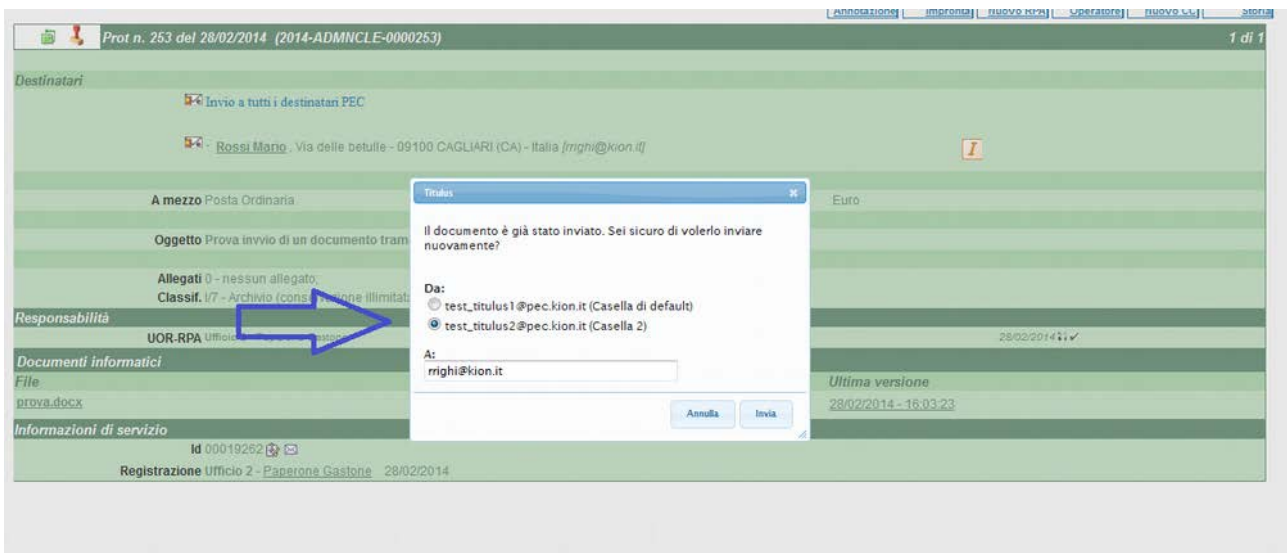 Annotazione Impronta Nuovo RPA Operatore Nuovo CC Storia
Prot n. 253 del 28/02/2014 (2014-ADMNCLE-0000253) 1 di 1
Destinatari
Invio a tutti i destinatari PEC
- Rossi Mario . Via delle betulle - 09100 CAGLIARI (CA) - Italia [rrighi@kion.it] I
Titulus
A mezzo Posta Ordinaria Euro
Il documento è già stato inviato. Sei sicuro di volerlo inviare
nuovamente?
Oggetto Prova invvio di un documento tram
Allegati 0 - nessun allegato;
Da:
Classif. I/7 - Archivio
test_titulus1@pec.kion.it (Casella di default)
Responsabilità
test_titulus2@pec.kion.it (Casella 2)
UOR-RPA 28/02/2014
A:
Documenti informatici
rrighi@kion.it
File Ultima versione
prova.docx 28/02/2014 - 16:03:23
Annulla Invia
Informazioni di servizio
Id 00019262
Registrazione Ufficio 2 - Paperone Gastone 28/02/2014